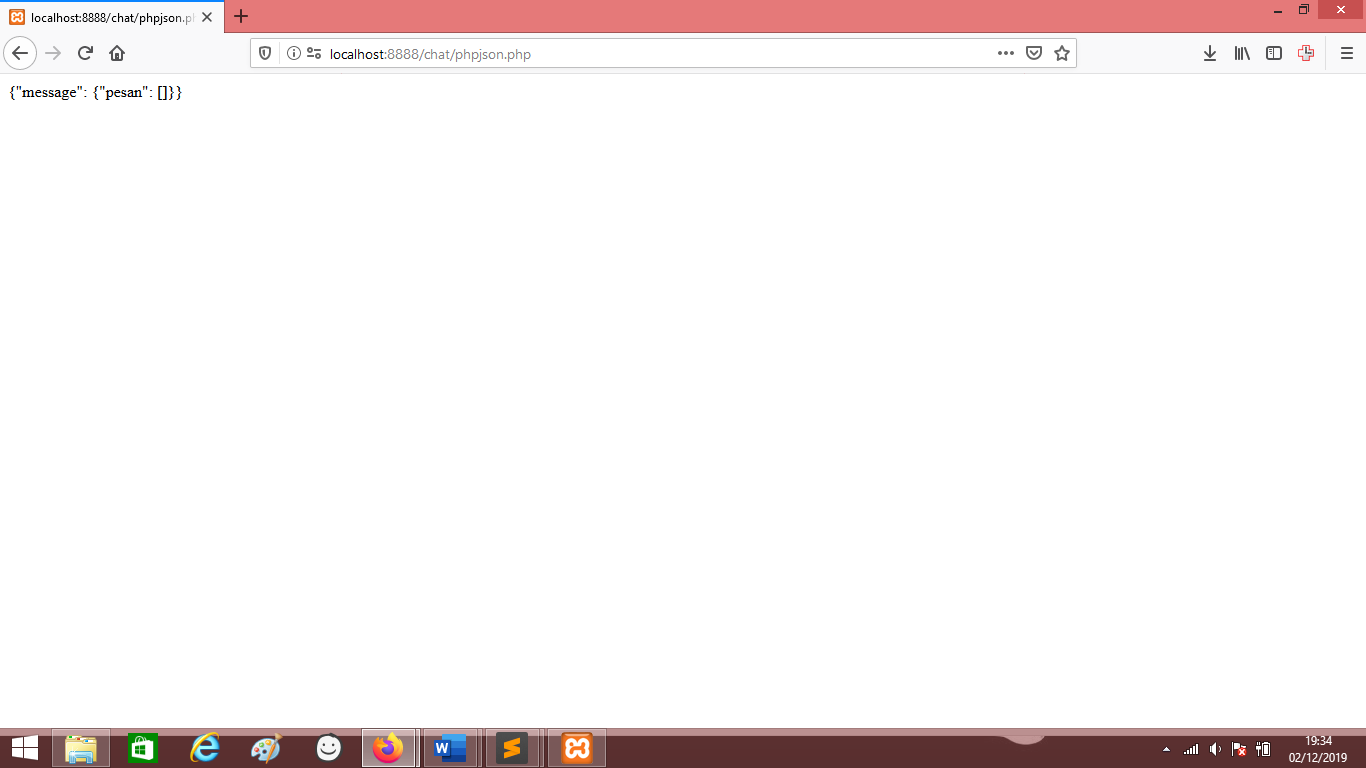 localhost:8888/chat/phpjson.p
localhost:8888/chat/phpjson.php
{"message": {"pesan": []}}
19:34
02/12/2019